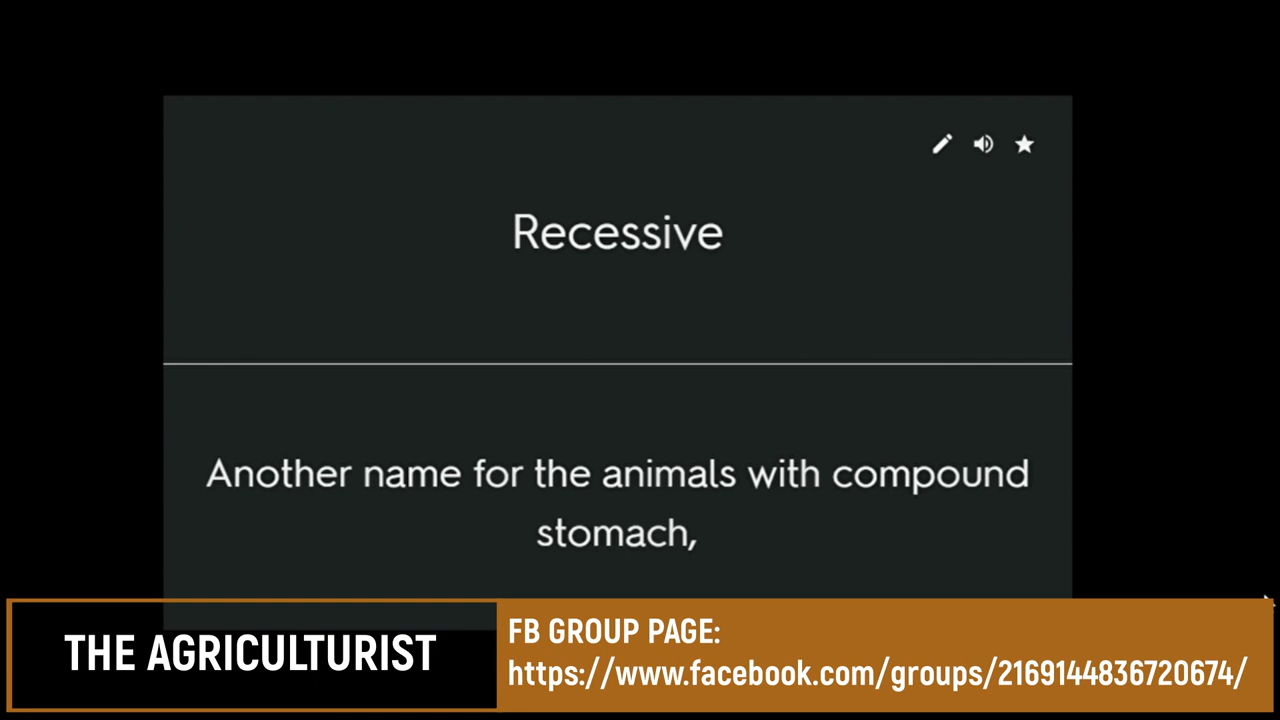 Recessive
Another name for the animals with compound
stomach,
THE AGRICULTURIST
FB GROUP PAGE:
https://www.facebook.com/groups/2169144836720674/